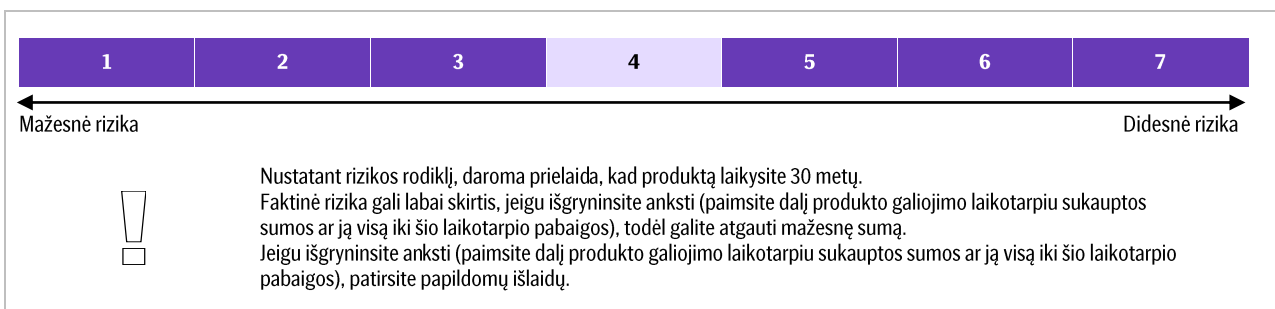 1 2 3 4 5 6 7
Mažesnė rizika Didesnė rizika
Nustatant rizikos rodiklį, daroma prielaida, kad produktą laikysite 30 metų.
Faktinė rizika gali labai skirtis, jeigu išgryninsite anksti (paimsite dalį produkto galiojimo laikotarpiu sukauptos
sumos ar ją visą iki šio laikotarpio pabaigos), todėl galite atgauti mažesnę sumą.
Jeigu išgryninsite anksti (paimsite dalį produkto galiojimo laikotarpiu sukauptos sumos ar ją visą iki šio laikotarpio
pabaigos), patirsite papildomų išlaidų.